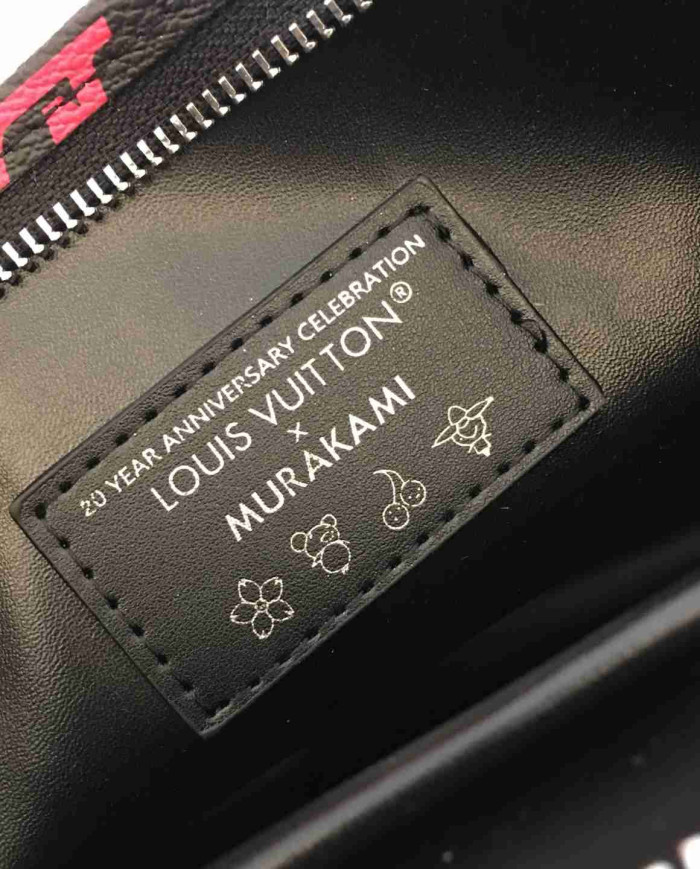 20 YEAR ANNIVERSARY CELEBRATION
LOUIS VUITTON®
×
MURAKAMI